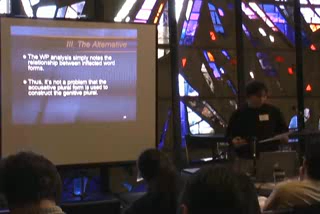 III. The Alternative
The WP analysis simply notes the
relationship between inflected word
forms.
Thus, it's not a problem that the
accusative plural form is used to
construct the genitive plural.